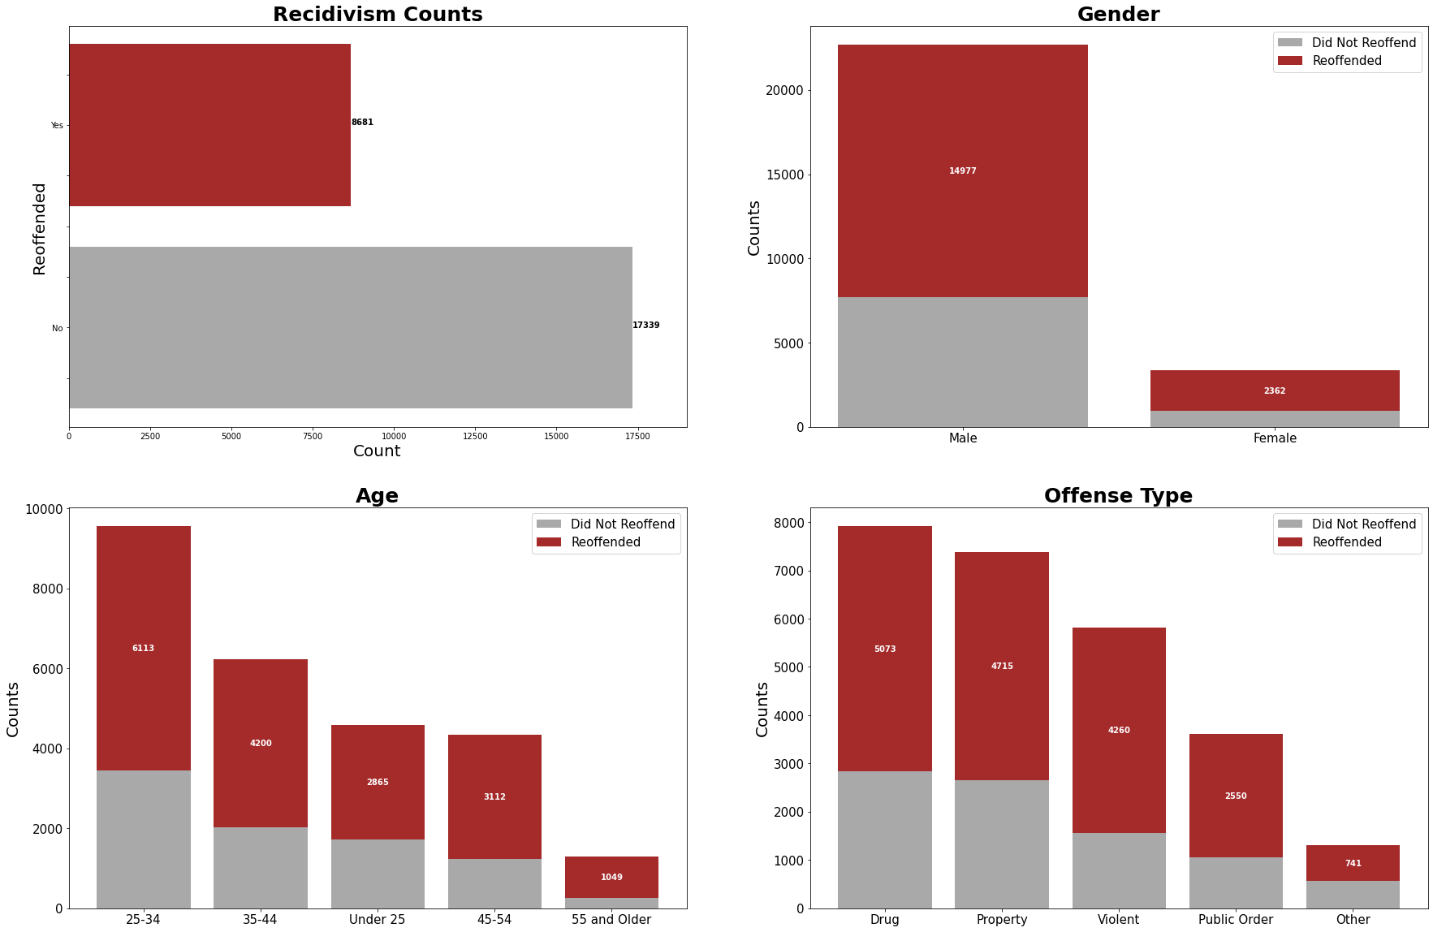 Recidivism Counts
Reoffended
Yes
No
8681
17339
0 2500 5000 7500 10000 12500 15000 17500
Count
Gender
Did Not Reoffend
Reoffended
Counts
20000
15000
10000
5000
0
14977
2362
Male Female
Age
Did Not Reoffend
Reoffended
Counts
10000
8000
6000
4000
2000
0
6113
4200
2865
3112
1049
25-34 35-44 Under 25 45-54 55 and Older
Offense Type
Did Not Reoffend
Reoffended
Counts
8000
7000
6000
5000
4000
3000
2000
1000
0
5073
4715
4260
2550
741
Drug Property Violent Public Order Other